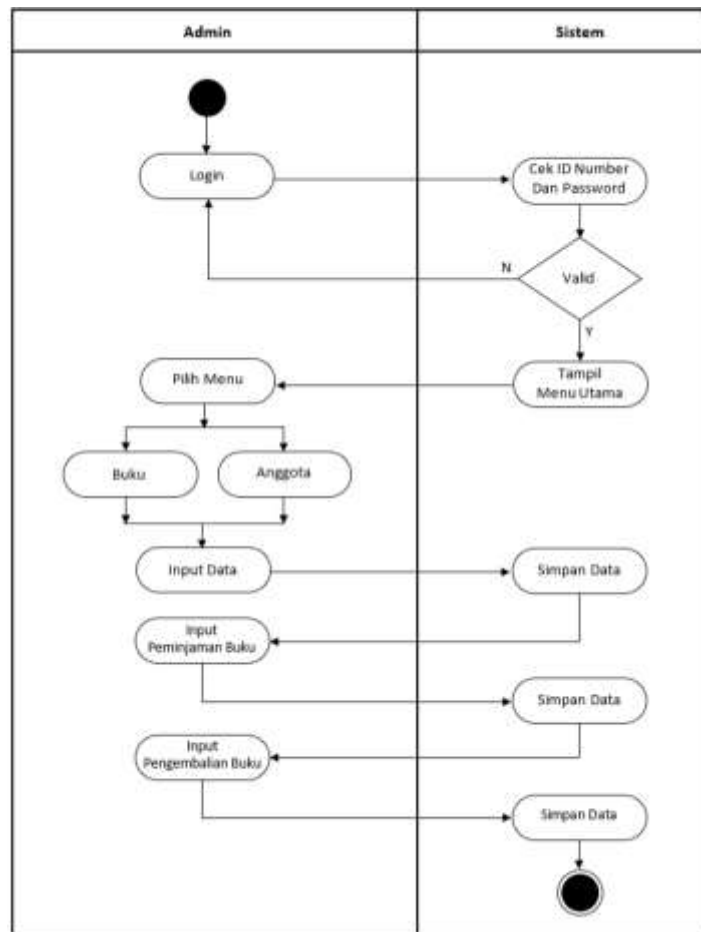 Admin
Sistem
Login
Cek ID Number
Dan Password
N
Valid
Y
Pilih Menu
Tampil
Menu Utama
Buku
Anggota
Input Data
Simpan Data
Input
Peminjaman Buku
Simpan Data
Input
Pengembalian Buku
Simpan Data